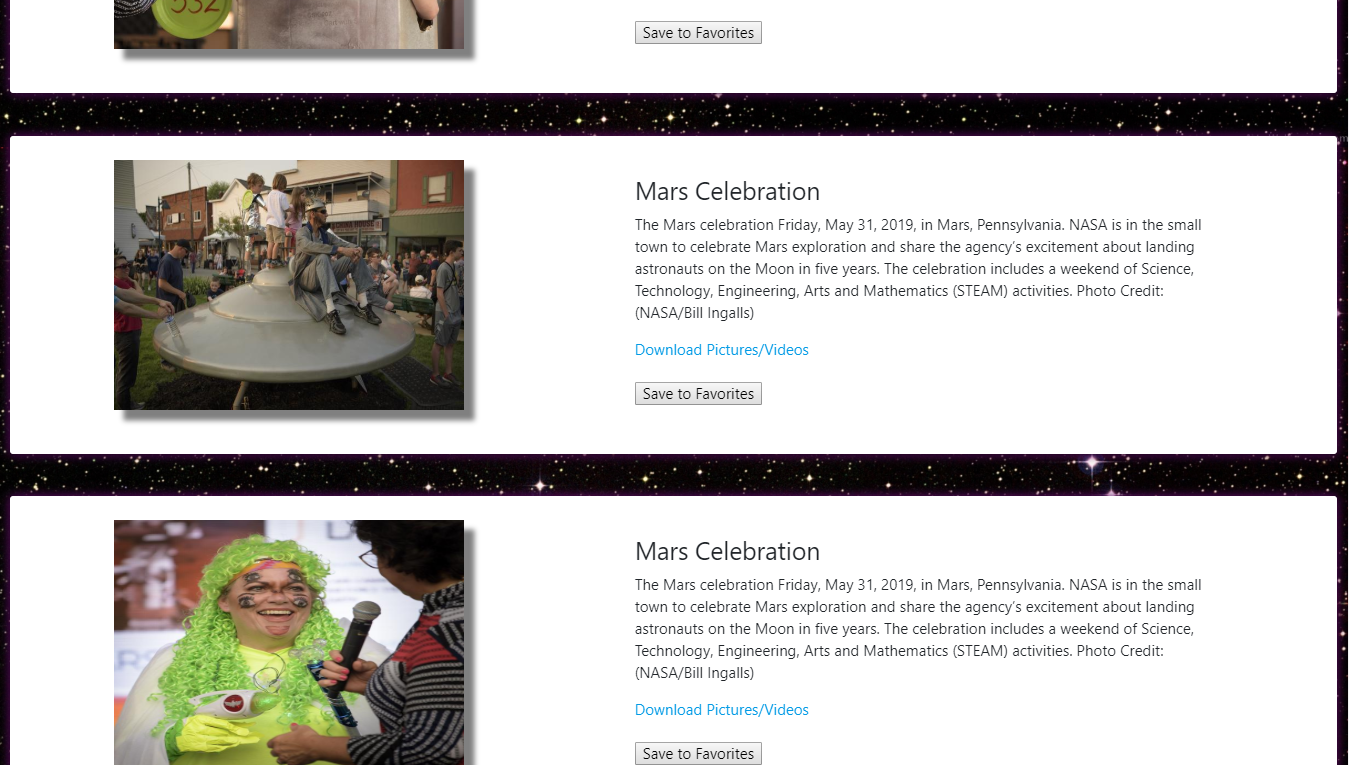 532
Save to Favorites
Mars Celebration
The Mars celebration Friday, May 31, 2019, in Mars, Pennsylvania. NASA is in the small
town to celebrate Mars exploration and share the agency’s excitement about landing
astronauts on the Moon in five years. The celebration includes a weekend of Science,
Technology, Engineering, Arts and Mathematics (STEAM) activities. Photo Credit:
(NASA/Bill Ingalls)
Download Pictures/Videos
Save to Favorites
Mars Celebration
The Mars celebration Friday, May 31, 2019, in Mars, Pennsylvania. NASA is in the small
town to celebrate Mars exploration and share the agency’s excitement about landing
astronauts on the Moon in five years. The celebration includes a weekend of Science,
Technology, Engineering, Arts and Mathematics (STEAM) activities. Photo Credit:
(NASA/Bill Ingalls)
Download Pictures/Videos
Save to Favorites